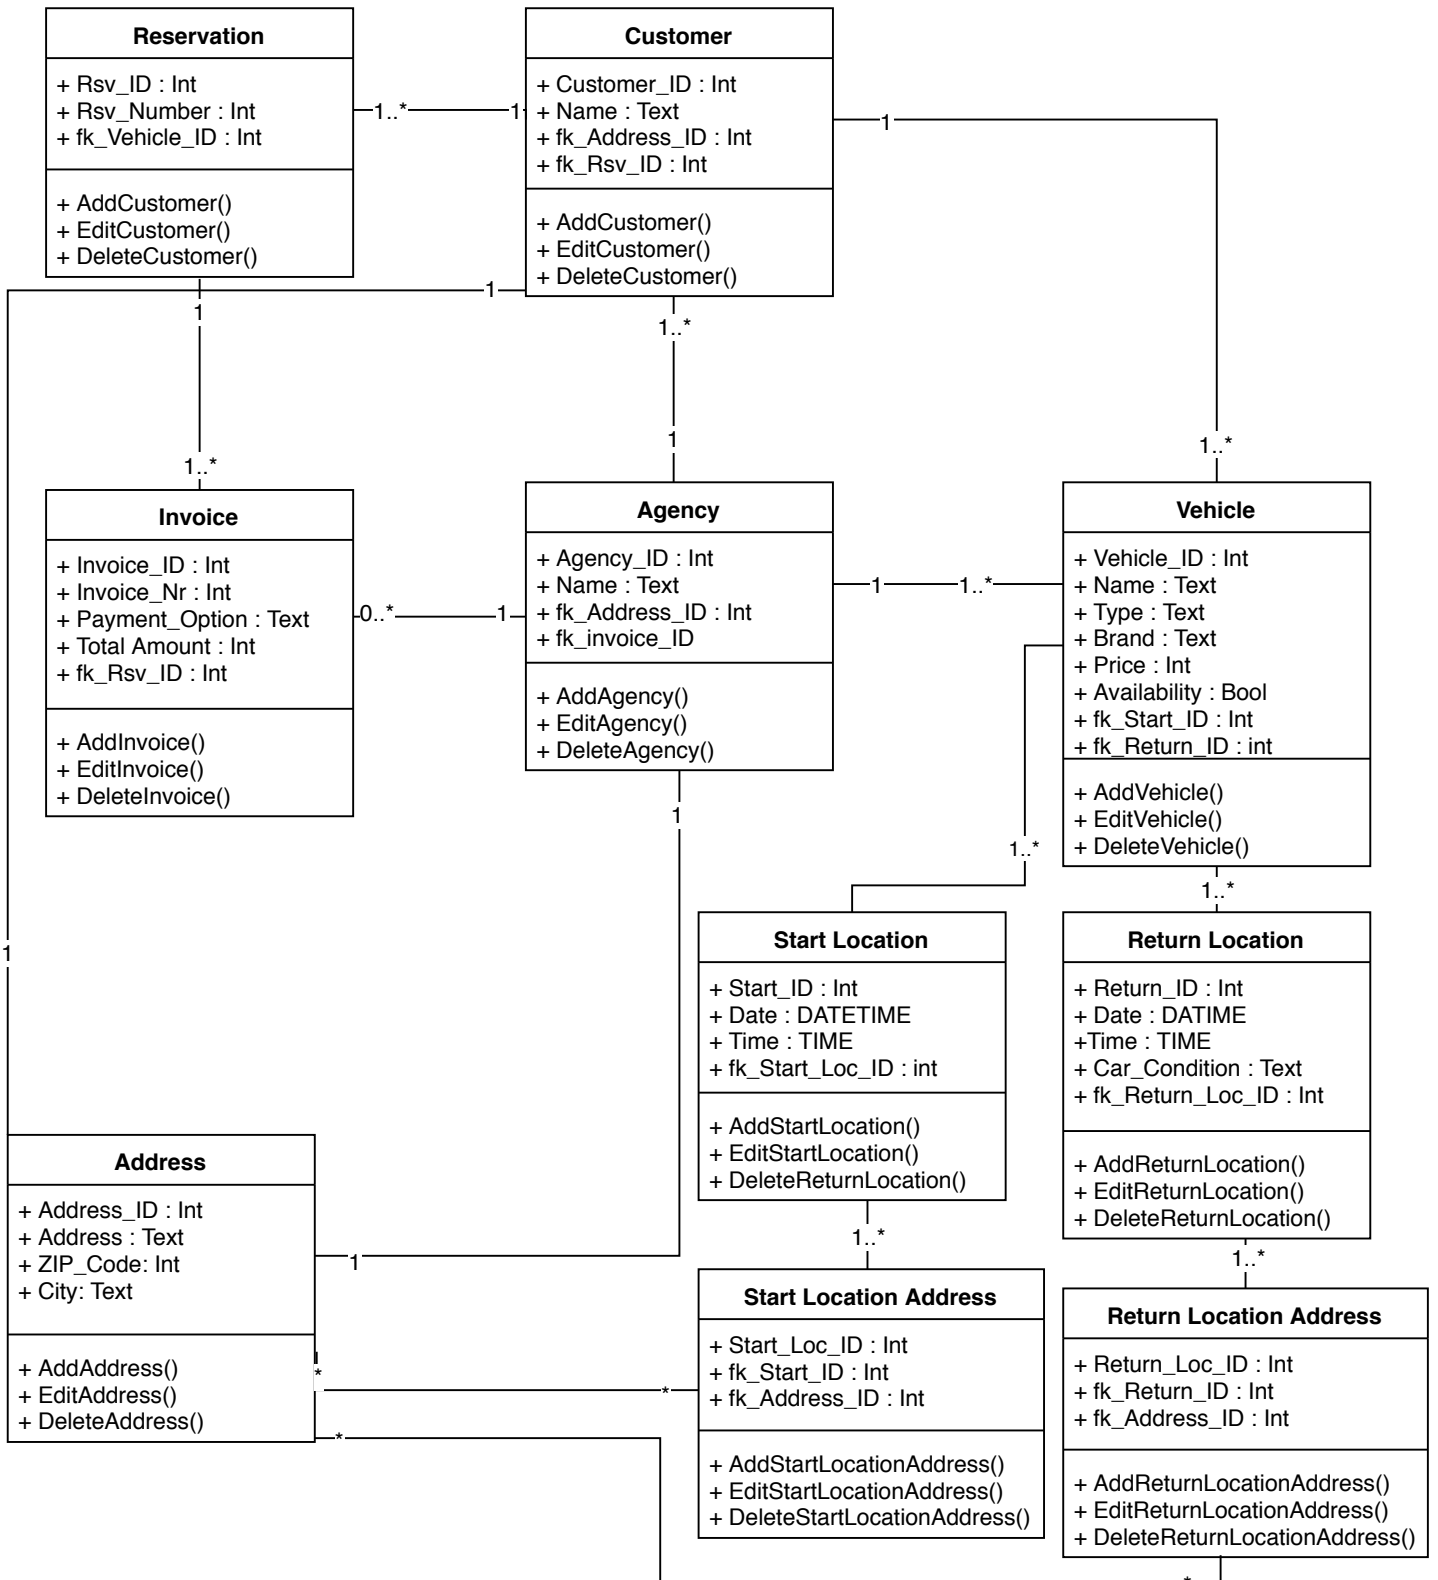 Reservation
+ Rsv_ID : Int
+ Rsv_Number : Int
+ fk_Vehicle_ID : Int
+ AddCustomer()
+ EditCustomer()
+ DeleteCustomer()
1..*
1
Customer
+ Customer_ID : Int
+ Name : Text
+ fk_Address_ID : Int
+ fk_Rsv_ID : Int
+ AddCustomer()
+ EditCustomer()
+ DeleteCustomer()
1
1
1
1..*
1..*
1..*
1
Invoice
+ Invoice_ID : Int
+ Invoice_Nr : Int
+ Payment_Option : Text
+ Total Amount : Int
+ fk_Rsv_ID : Int
+ AddInvoice()
+ EditInvoice()
+ DeleteInvoice()
0..*
1
Agency
+ Agency_ID : Int
+ Name : Text
+ fk_Address_ID : Int
+ fk_invoice_ID
+ AddAgency()
+ EditAgency()
+ DeleteAgency()
1
1..*
Vehicle
+ Vehicle_ID : Int
+ Name : Text
+ Type : Text
+ Brand : Text
+ Price : Int
+ Availability : Bool
+ fk_Start_ID : Int
+ fk_Return_ID : int
+ AddVehicle()
+ EditVehicle()
+ DeleteVehicle()
1
1..*
1..*
1
Start Location
+ Start_ID : Int
+ Date : DATETIME
+ Time : TIME
+ fk_Start_Loc_ID : int
+ AddStartLocation()
+ EditStartLocation()
+ DeleteReturnLocation()
Return Location
+ Return_ID : Int
+ Date : DATIME
+Time : TIME
+ Car_Condition : Text
+ fk_Return_Loc_ID : Int
+ AddReturnLocation()
+ EditReturnLocation()
+ DeleteReturnLocation()
1..*
1..*
Address
+ Address_ID : Int
+ Address : Text
+ ZIP_Code: Int
+ City: Text
+ AddAddress()
+ EditAddress()
+ DeleteAddress()
1
*
*
*
Start Location Address
+ Start_Loc_ID : Int
+ fk_Start_ID : Int
+ fk_Address_ID : Int
+ AddStartLocationAddress()
+ EditStartLocationAddress()
+ DeleteStartLocationAddress()
Return Location Address
+ Return_Loc_ID : Int
+ fk_Return_ID : Int
+ fk_Address_ID : Int
+ AddReturnLocationAddress()
+ EditReturnLocationAddress()
+ DeleteReturnLocationAddress()
*